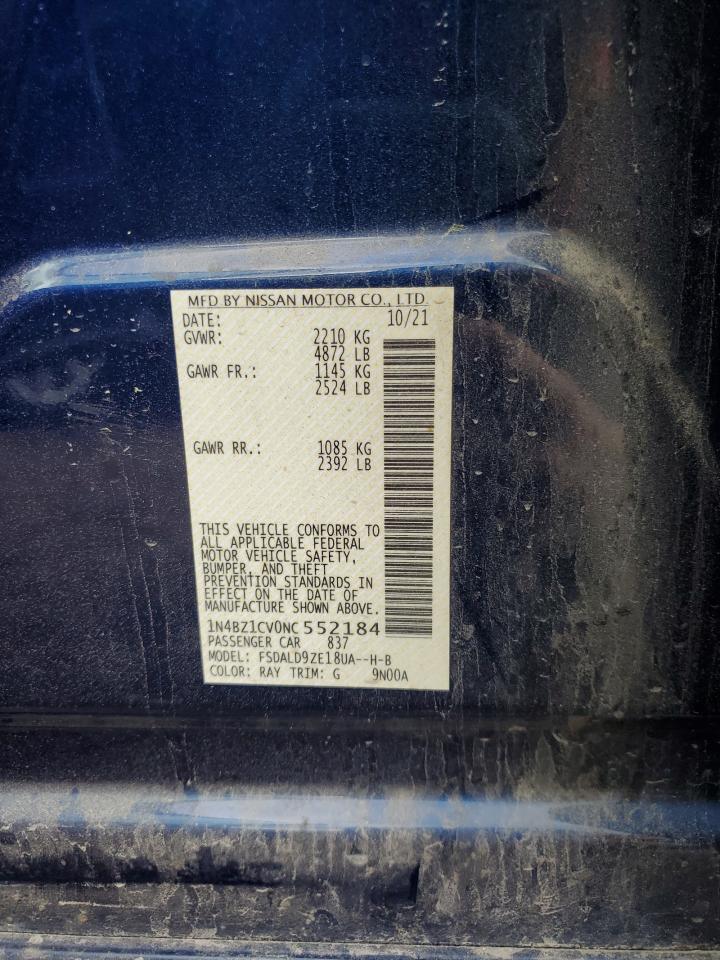 MFD BY NISSAN MOTOR CO., LTD.
DATE: 10/21
GVWR: 2210 KG
4872 LB
GAWR FR.: 1145 KG
2524 LB
GAWR RR.: 1085 KG
2392 LB
THIS VEHICLE CONFORMS TO
ALL APPLICABLE FEDERAL
MOTOR VEHICLE SAFETY,
BUMPER, AND THEFT
PREVENTION STANDARDS IN
EFFECT ON THE DATE OF
MANUFACTURE SHOWN ABOVE.
1N4BZ1CV0NC552184
PASSENGER CAR 837
MODEL: FSDALD9ZE18UA--H-B
COLOR: RAY TRIM: G 9N00A